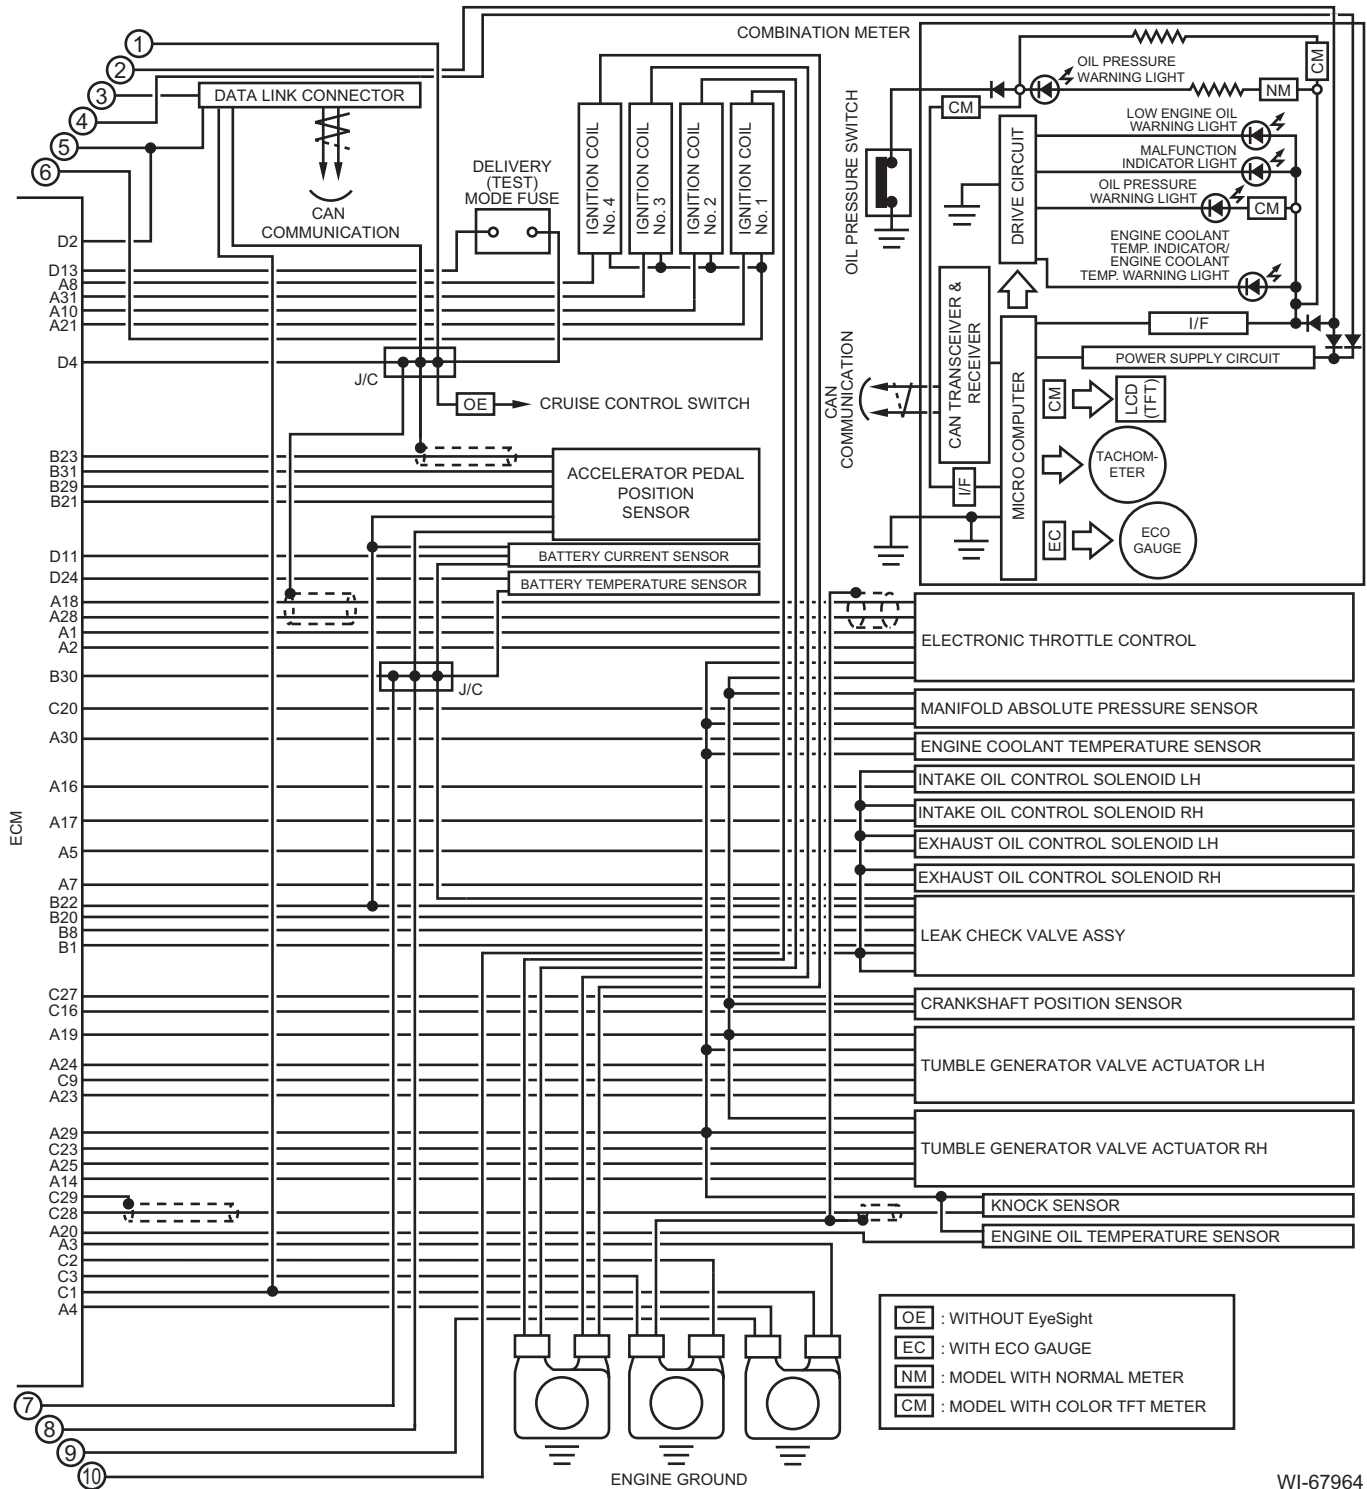 COMBINATION METER
1
2
3
4
5
6
DATA LINK CONNECTOR
CAN
COMMUNICATION
DELIVERY
(TEST)
MODE FUSE
IGNITION COIL
No. 4
IGNITION COIL
No. 3
IGNITION COIL
No. 2
IGNITION COIL
No. 1
OIL PRESSURE SWITCH
OIL PRESSURE
WARNING LIGHT
CM
NM
CM
LOW ENGINE OIL
WARNING LIGHT
MALFUNCTION
INDICATOR LIGHT
OIL PRESSURE
WARNING LIGHT
CM
ENGINE COOLANT
TEMP. INDICATOR/
ENGINE COOLANT
TEMP. WARNING LIGHT
DRIVE CIRCUIT
I/F
POWER SUPPLY CIRCUIT
CAN TRANSCEIVER &
RECEIVER
MICRO COMPUTER
CAN
COMMUNICATION
I/F
CM
LCD
(TFT)
TACHOM-
ETER
EC
ECO
GAUGE
J/C
OE
CRUISE CONTROL SWITCH
ACCELERATOR PEDAL
POSITION
SENSOR
BATTERY CURRENT SENSOR
BATTERY TEMPERATURE SENSOR
J/C
ECM
D2
D13
A8
A31
A10
A21
D4
B23
B31
B29
B21
D11
D24
A18
A28
A1
A2
B30
C20
A30
A16
A17
A5
A7
B22
B20
B8
B1
C27
C16
A19
A24
C9
A23
A29
C23
A25
A14
C29
C28
A20
A3
C2
C3
C1
A4
ELECTRONIC THROTTLE CONTROL
MANIFOLD ABSOLUTE PRESSURE SENSOR
ENGINE COOLANT TEMPERATURE SENSOR
INTAKE OIL CONTROL SOLENOID LH
INTAKE OIL CONTROL SOLENOID RH
EXHAUST OIL CONTROL SOLENOID LH
EXHAUST OIL CONTROL SOLENOID RH
LEAK CHECK VALVE ASSY
CRANKSHAFT POSITION SENSOR
TUMBLE GENERATOR VALVE ACTUATOR LH
TUMBLE GENERATOR VALVE ACTUATOR RH
KNOCK SENSOR
ENGINE OIL TEMPERATURE SENSOR
OE : WITHOUT EyeSight
EC : WITH ECO GAUGE
NM : MODEL WITH NORMAL METER
CM : MODEL WITH COLOR TFT METER
7
8
9
10
ENGINE GROUND
WI-67964